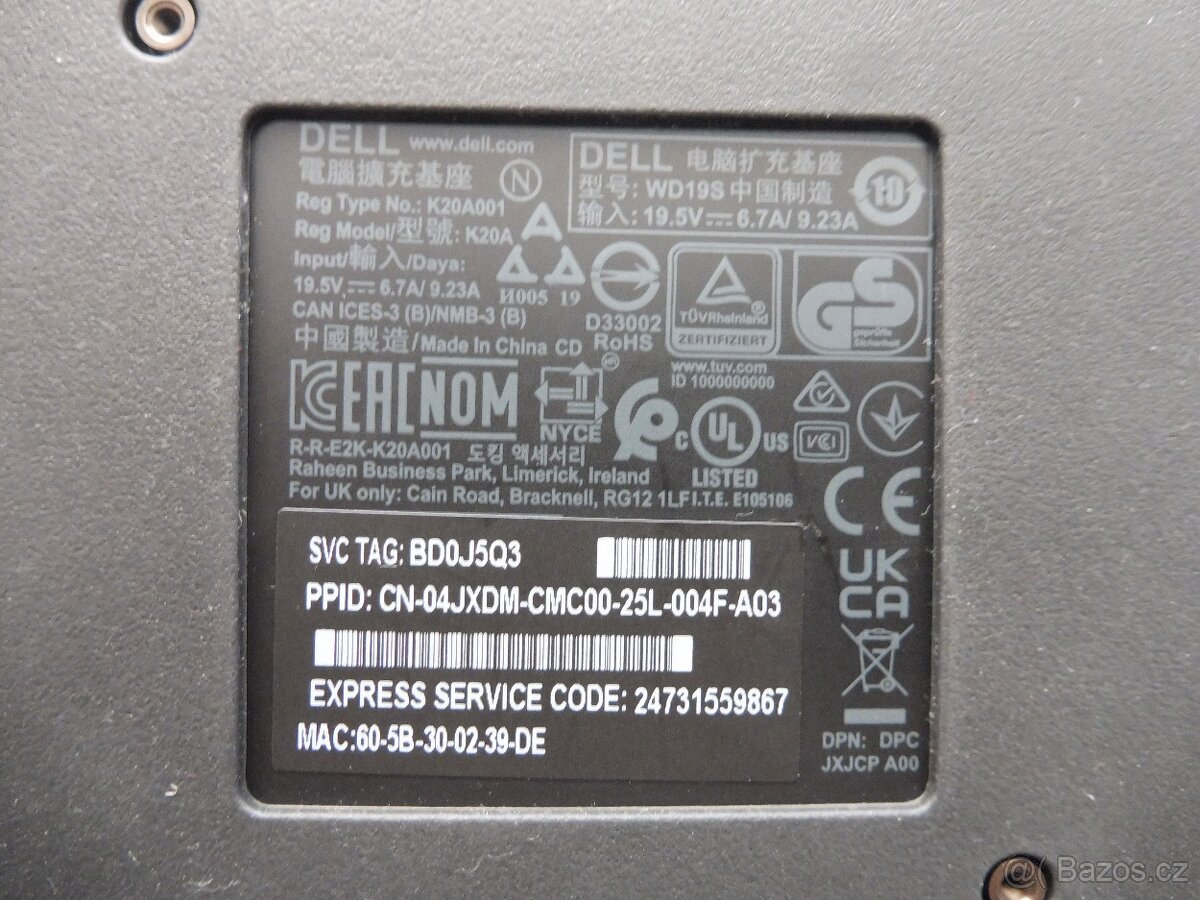 DELL www.dell.com
電腦擴充基座 N
Reg Type No.: K20A001
Reg Model/型號: K20A
Input/輸入/Daya:
19.5V⎓ 6.7A/ 9.23A
CAN ICES-3 (B)/NMB-3 (B)
中國製造/Made In China CD
DELL 电脑扩充基座
型号: WD19S 中国制造
输入: 19.5V⎓ 6.7A/ 9.23A
10
И005 19
D33002
RoHS
TÜVRheinland
ZERTIFIZIERT
GS
geprüfte
Sicherheit
www.tuv.com
ID 1000000000
KC EAC NOM
NYCE
MR
c UL US
LISTED
VCI
R-R-E2K-K20A001 도킹 액세서리
Raheen Business Park, Limerick, Ireland
For UK only: Cain Road, Bracknell, RG12 1LF I.T.E. E105106
CE
UK
CA
SVC TAG: BD0J5Q3
PPID: CN-04JXDM-CMC00-25L-004F-A03
EXPRESS SERVICE CODE: 24731559867
MAC:60-5B-30-02-39-DE
DPN: DPC
JXJCP A00
Bazos.cz